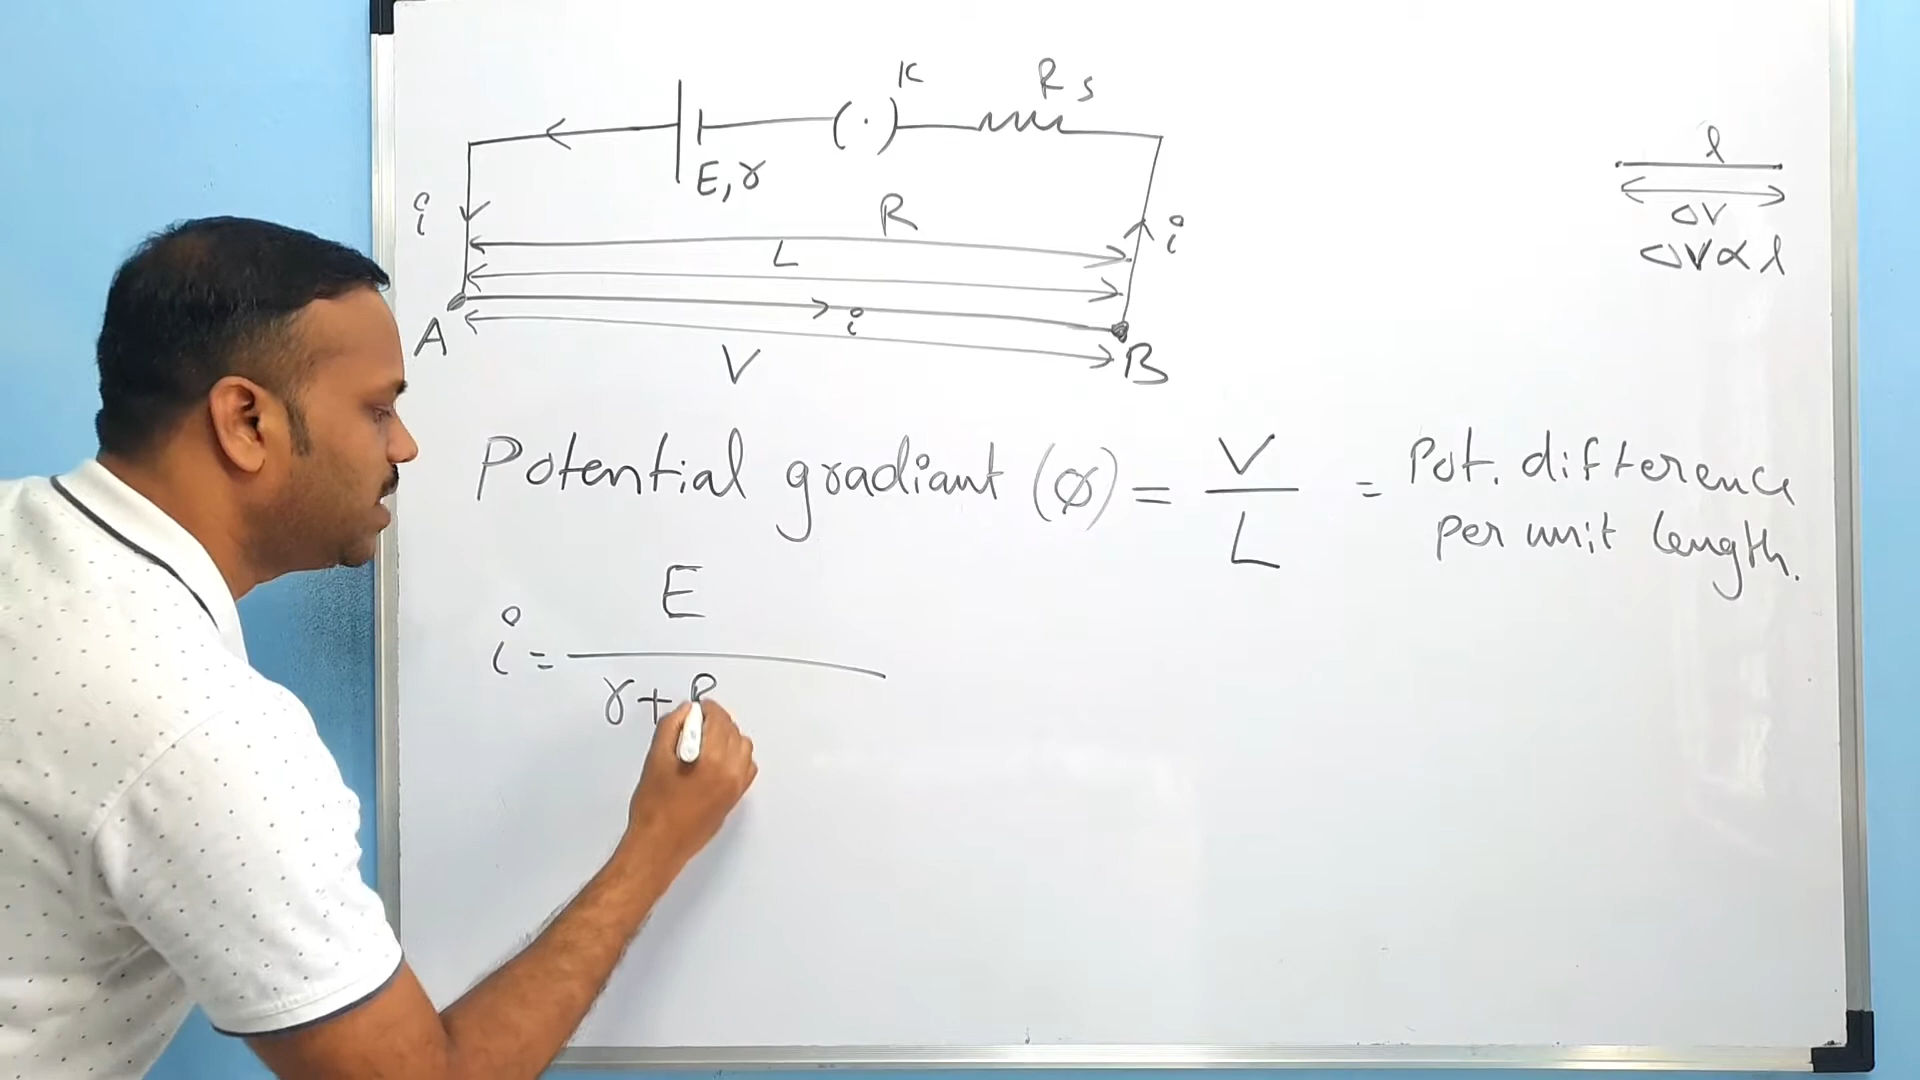 K
Rs
E, r
i
R
L
i
i
A
V
B
l
ΔV
ΔV ∝ l
Potential gradiant (ϕ) = V/L = Pot. difference
per unit length.
i = E/r+R